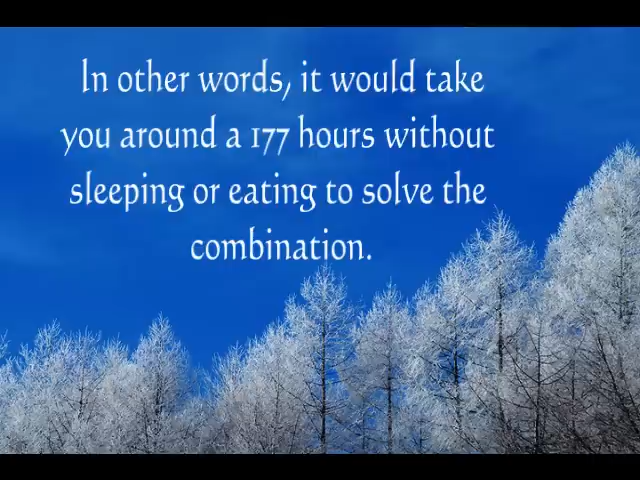 In other words, it would take
you around a 177 hours without
sleeping or eating to solve the
combination.